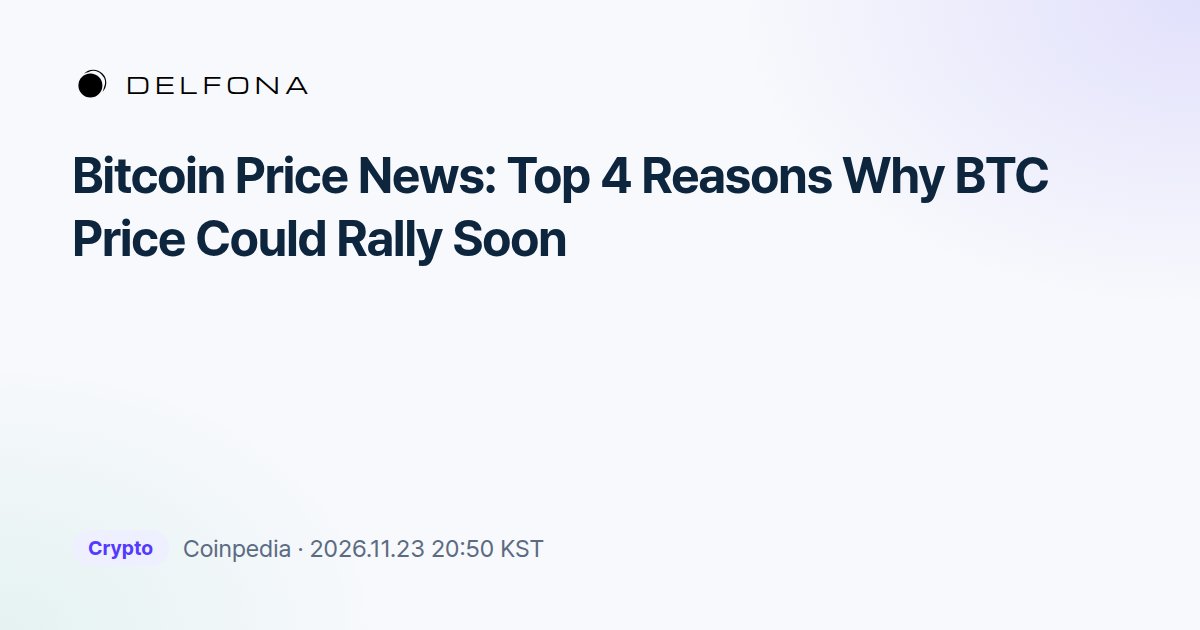 DELFONA
Bitcoin Price News: Top 4 Reasons Why BTC
Price Could Rally Soon
Crypto Coinpedia · 2026.11.23 20:50 KST